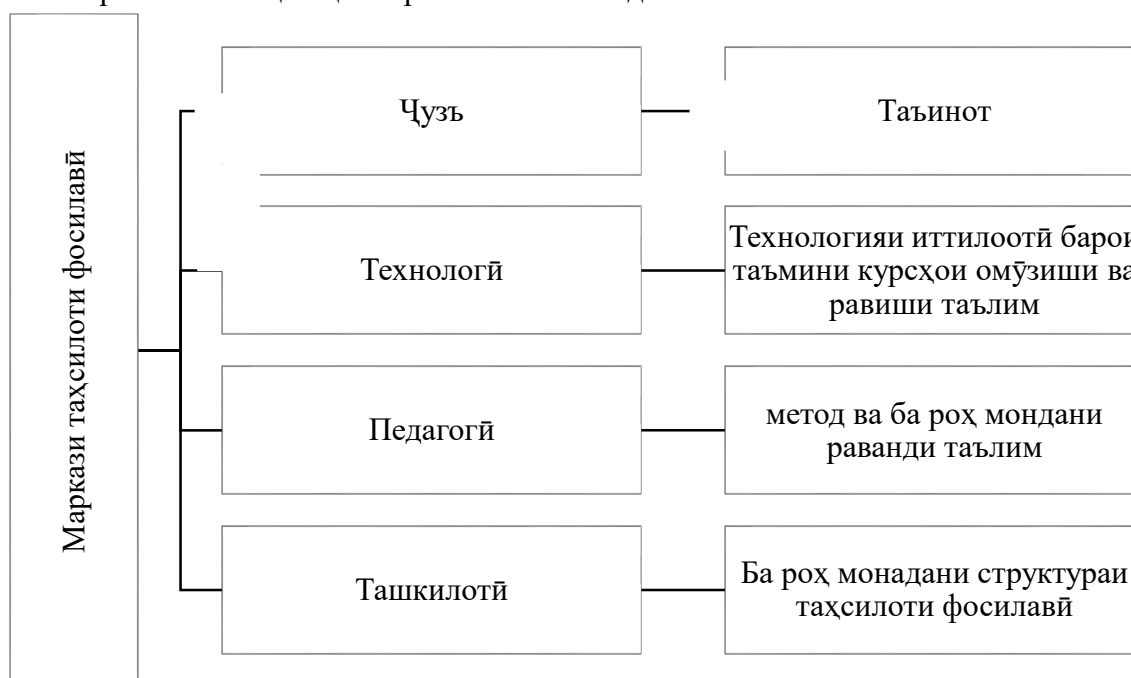 Маркази таҳсилоти фосилавӣ
Ҷузъ
Таъинот
Технологӣ
Технологияи иттилоотӣ барои
таъмини курсҳои омӯзиши ва
равиши таълим
Педагогӣ
метод ва ба роҳ мондани
раванди таълим
Ташкилотӣ
Ба роҳ монадани структураи
таҳсилоти фосилавӣ